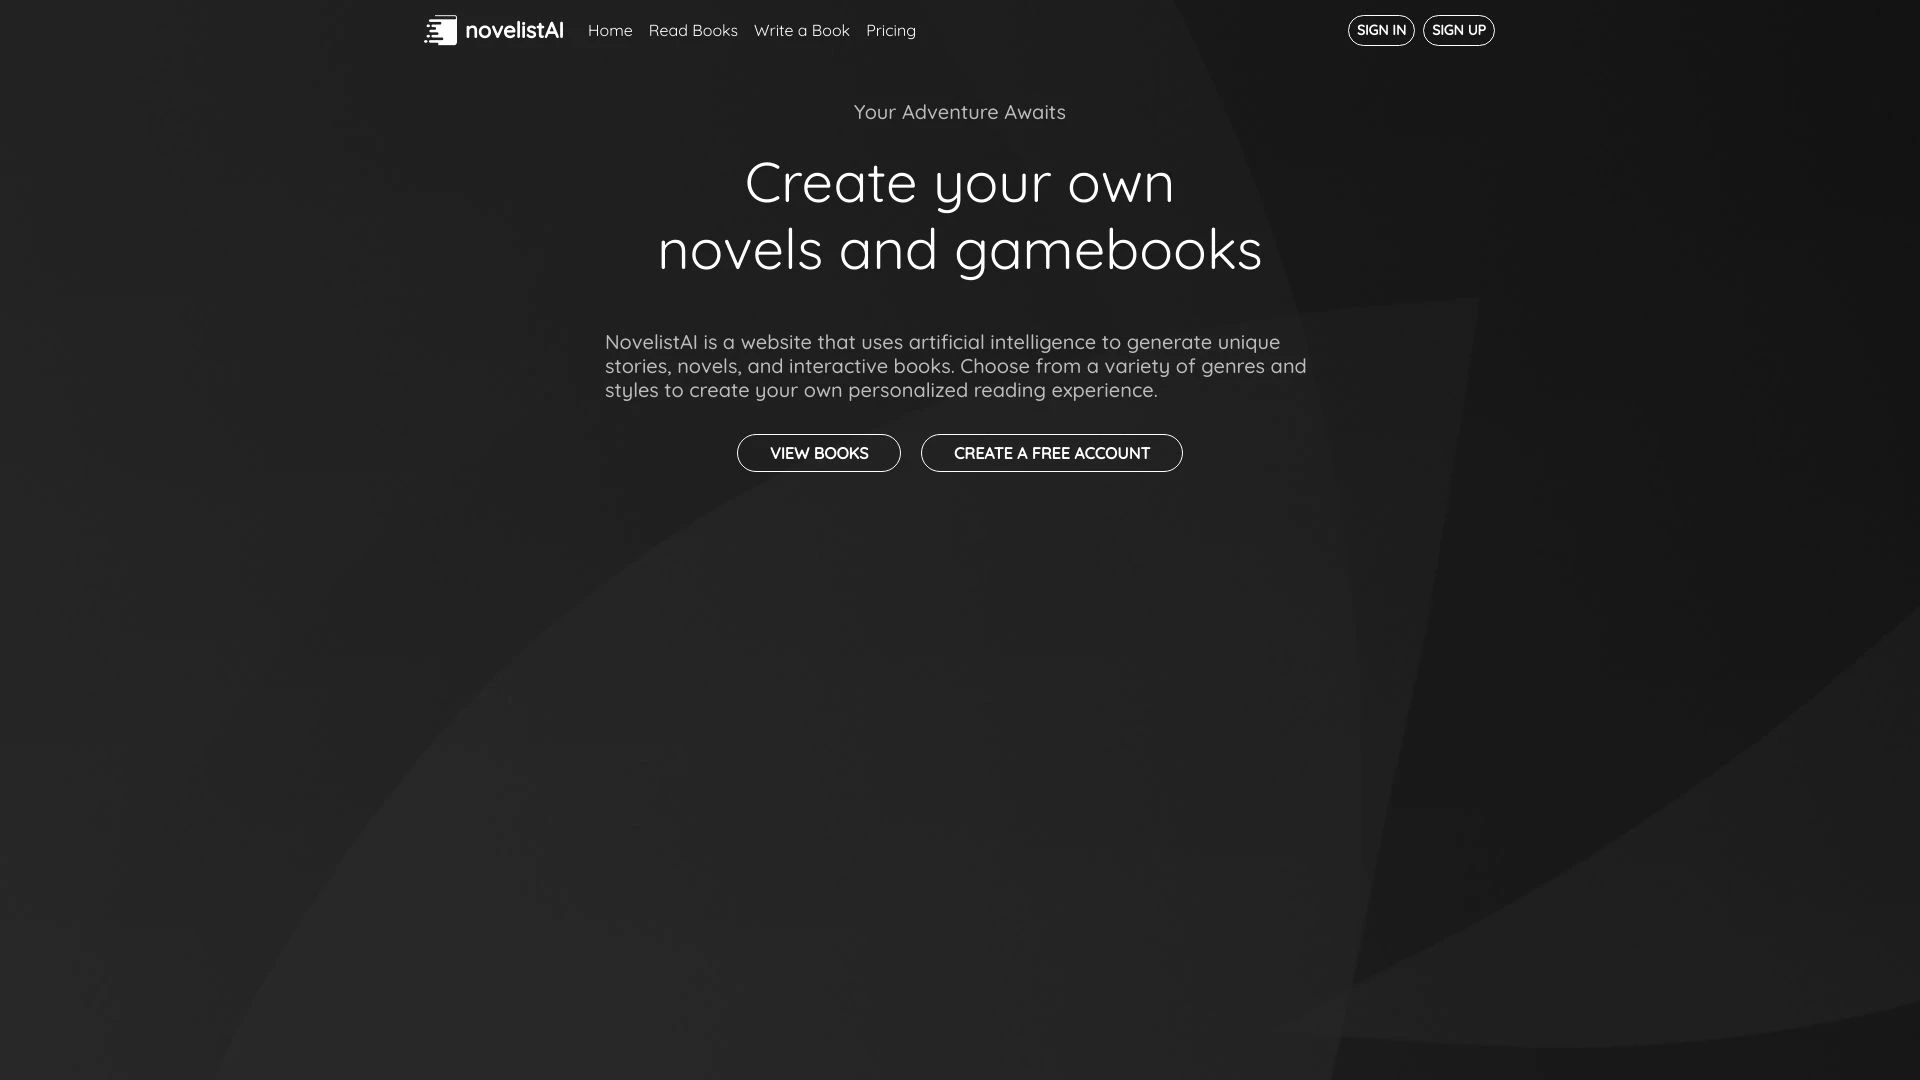 novelistAI
Home
Read Books
Write a Book
Pricing
SIGN IN
SIGN UP
Your Adventure Awaits
Create your own
novels and gamebooks
NovelistAI is a website that uses artificial intelligence to generate unique
stories, novels, and interactive books. Choose from a variety of genres and
styles to create your own personalized reading experience.
VIEW BOOKS
CREATE A FREE ACCOUNT